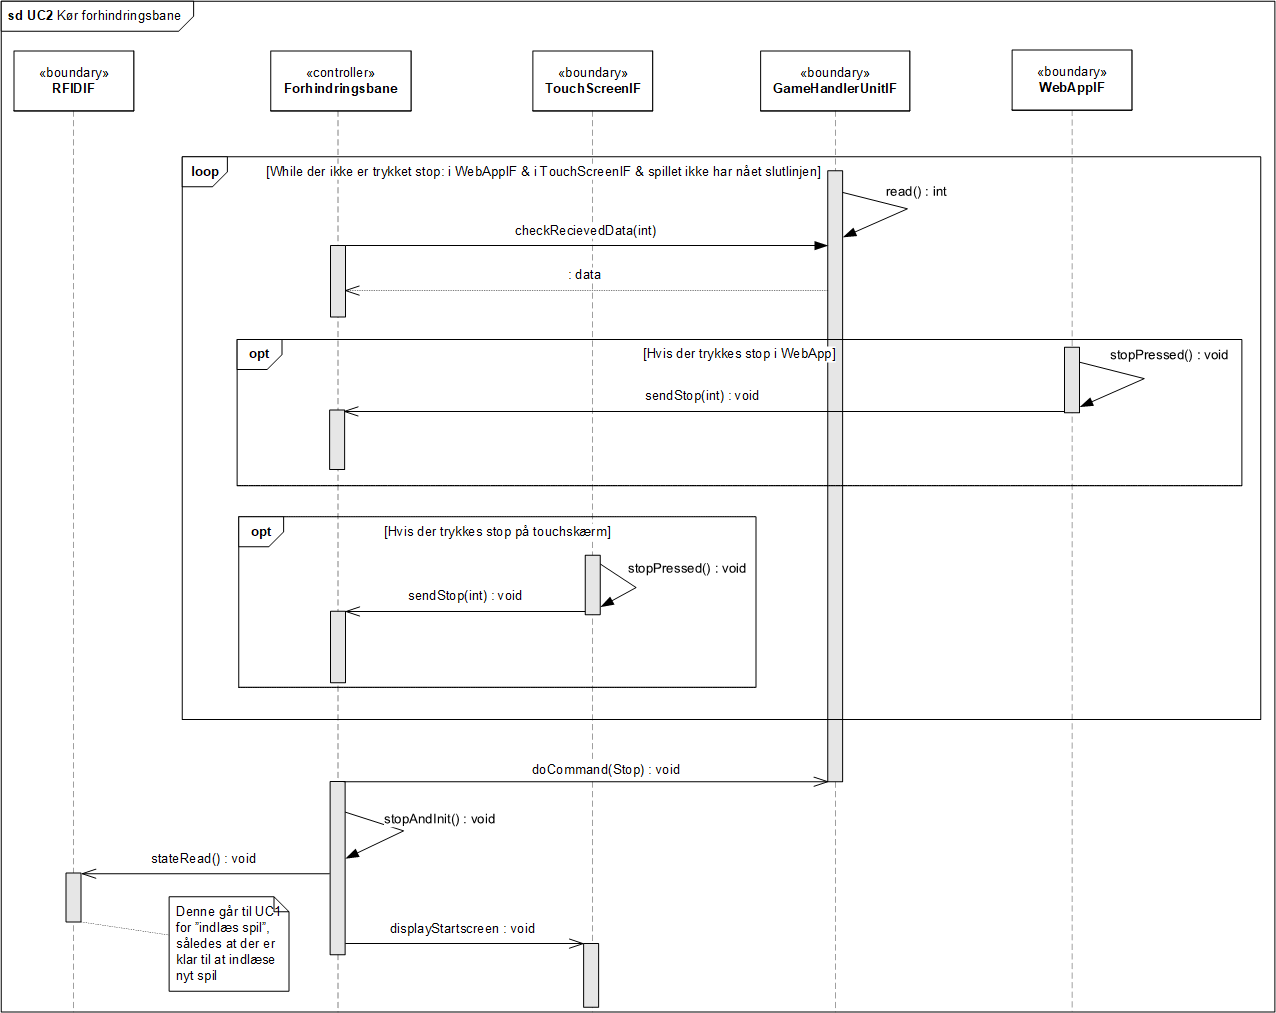 sd UC2 Kør forhindringsbane
«boundary»
RFIDIF
«controller»
Forhindringsbane
«boundary»
TouchScreenIF
«boundary»
GameHandlerUnitIF
«boundary»
WebAppIF
loop
[While der ikke er trykket stop: i WebAppIF & i TouchScreenIF & spillet ikke har nået slutlinjen]
read() : int
checkRecievedData(int)
: data
opt
[Hvis der trykkes stop i WebApp]
stopPressed() : void
sendStop(int) : void
opt
[Hvis der trykkes stop på touchskærm]
stopPressed() : void
sendStop(int) : void
doCommand(Stop) : void
stopAndInit() : void
stateRead() : void
Denne går til UC1
for "indlæs spil",
således at der er
klar til at indlæse
nyt spil
displayStartscreen : void